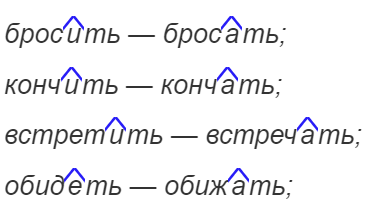 бросить — бросать;
кончить — кончать;
встретить — встречать;
обидеть — обижать;